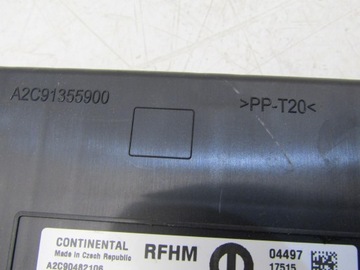 A2C91355900
>PP-T20<
CONTINENTAL
Made in Czech Republic
A2C90482106
RFHM
04497
17515